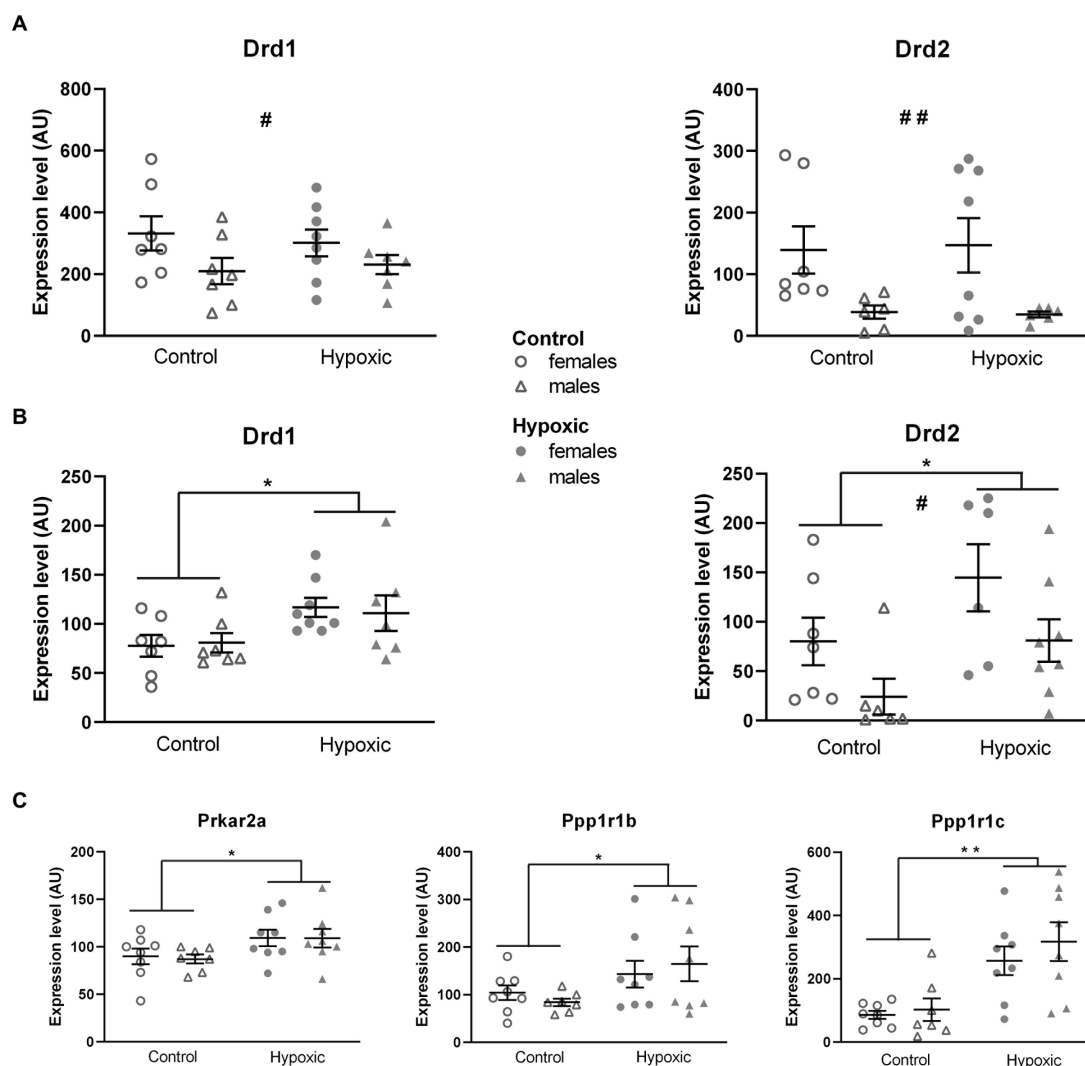 A
Drd1
Drd2
Expression level (AU)
800
600
400
200
0
#
Control
Hypoxic
Expression level (AU)
400
300
200
100
0
# #
Control
Hypoxic
Control
females
males
Hypoxic
females
males
B
Drd1
Drd2
Expression level (AU)
250
200
150
100
50
0
*
Control
Hypoxic
Expression level (AU)
250
200
150
100
50
0
*
#
Control
Hypoxic
C
Prkar2a
Ppp1r1b
Ppp1r1c
Expression level (AU)
200
150
100
50
0
*
Control
Hypoxic
Expression level (AU)
400
300
200
100
0
*
Control
Hypoxic
Expression level (AU)
600
400
200
0
* *
Control
Hypoxic